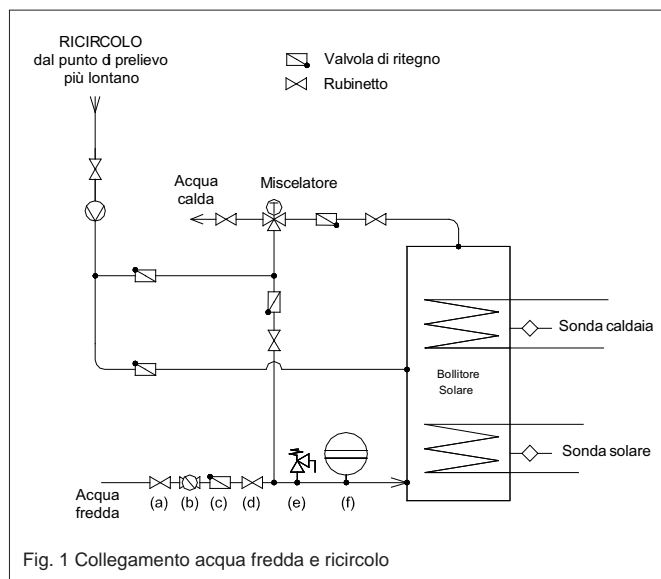 RICIRCOLO
dal punto di prelievo
più lontano
Valvola di ritegno
Rubinetto
Acqua
calda
Miscelatore
T
Sonda caldaia
Bollitore
Solare
Sonda solare
Acqua
fredda
(a) (b) (c) (d) (e) (f)
Fig. 1 Collegamento acqua fredda e ricircolo